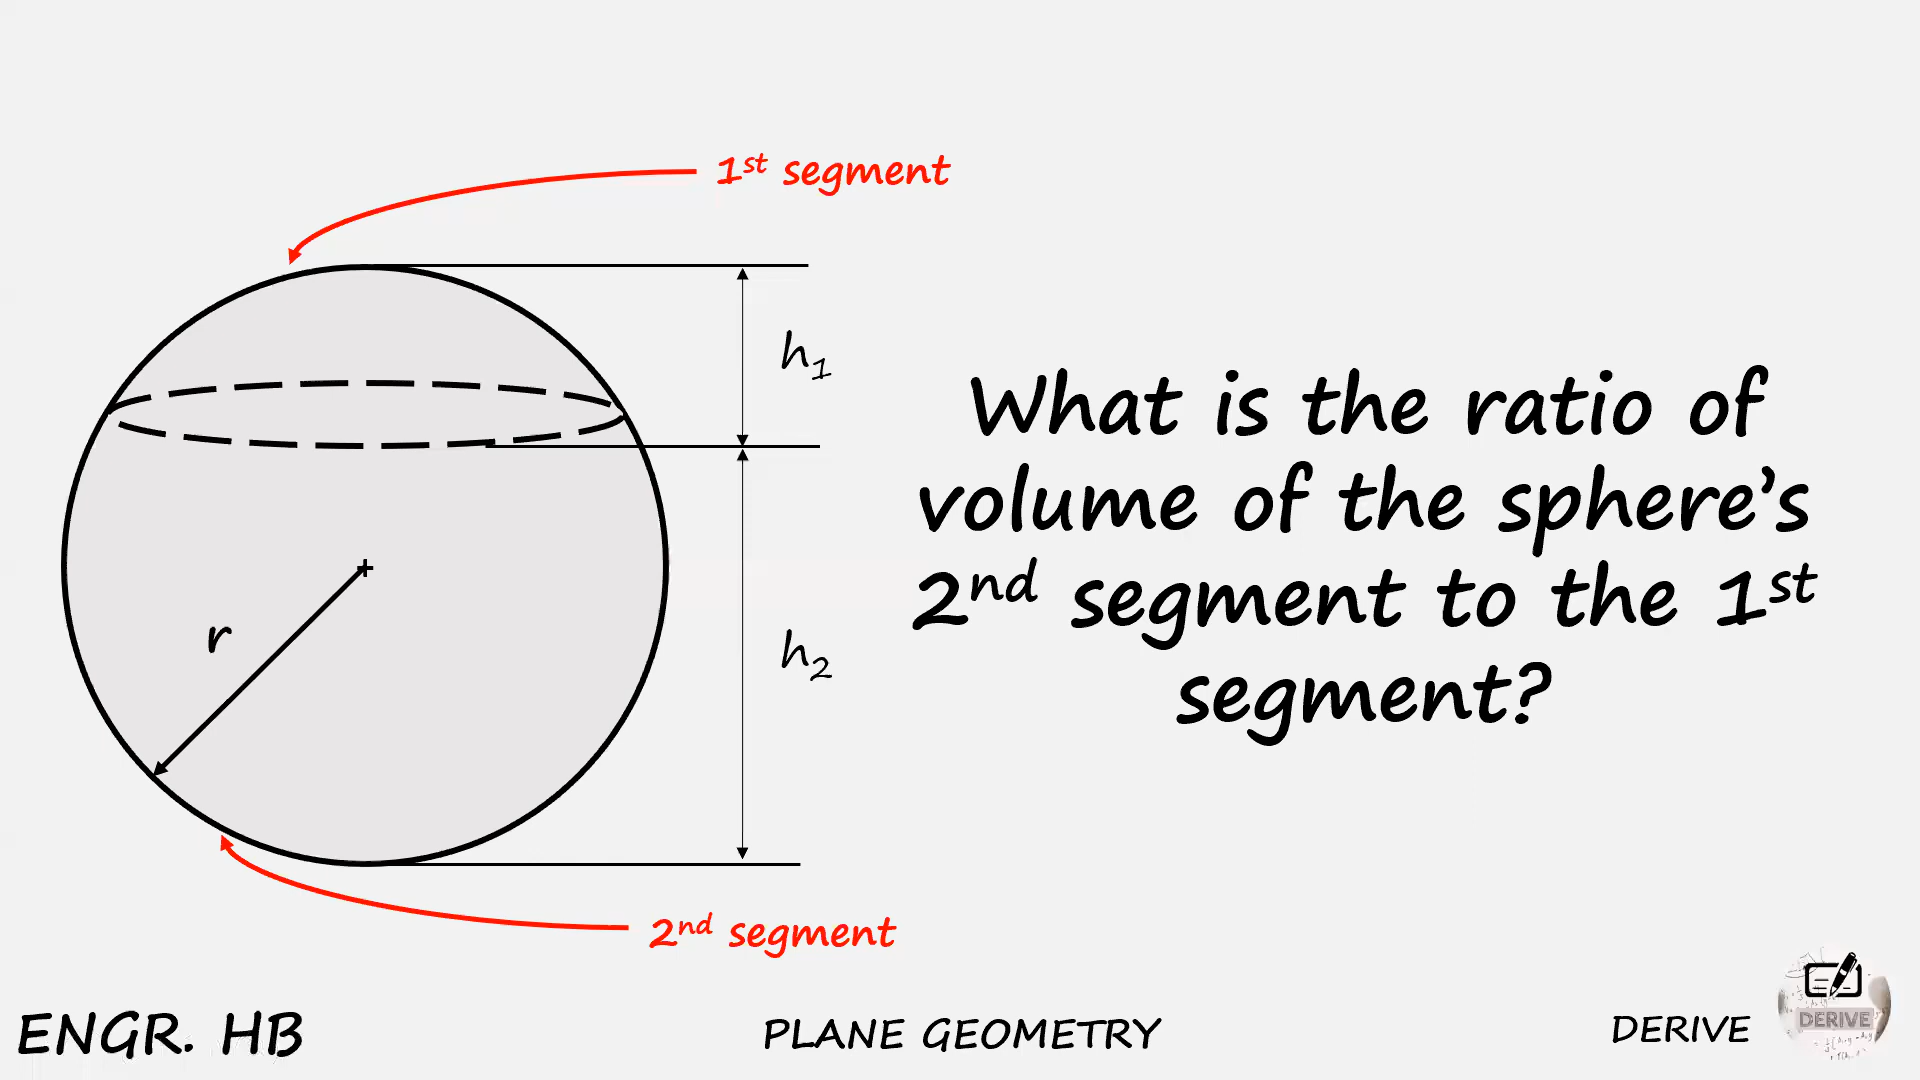 1st segment
h1
What is the ratio of
volume of the sphere's
2nd segment to the 1st
segment?
r
h2
2nd segment
ENGR. HB
PLANE GEOMETRY
DERIVE
DERIVE